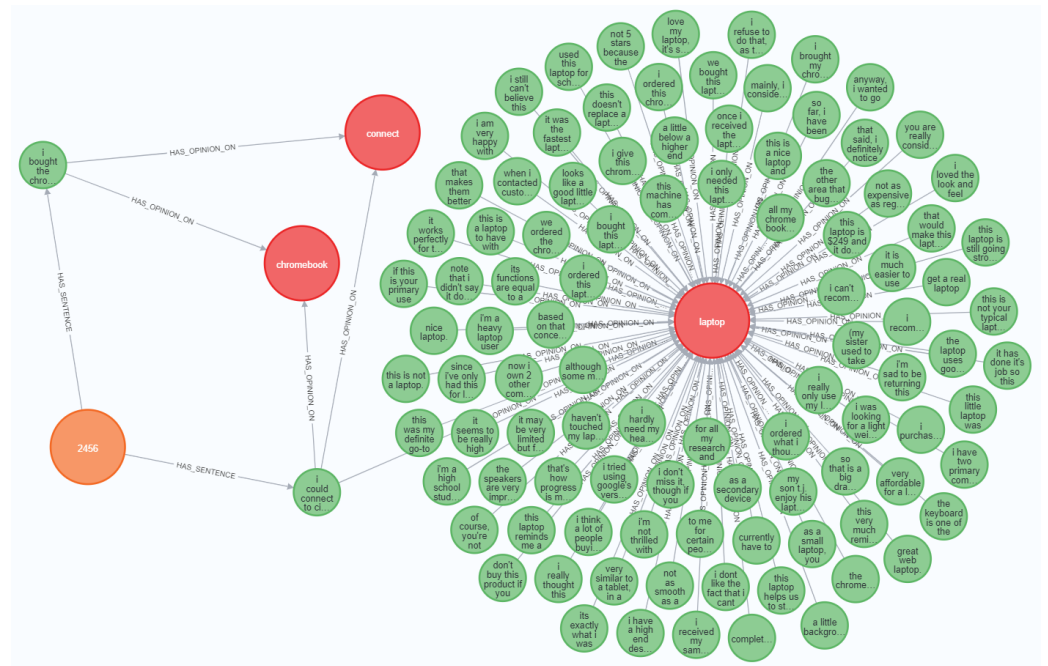 i
bought
the
chro...
HAS_OPINION_ON
connect
HAS_OPINION_ON
chromebook
HAS_SENTENCE
HAS_OPINION_ON
HAS_OPINION_ON
2456
HAS_SENTENCE
i
could
connect
to ci...
love
my
laptop,
it's s...
i
refuse to
do that,
as t...
not 5
stars
because
the
i
brought
my
chro...
used
this
laptop for
sch...
i
ordered
this
chro...
we
bought
this
lapt...
mainly, i
conside...
anyway,
i wanted
to go
i still
can't
believe
this
this
doesn't
replace a
lapt...
once i
received
the
lapt...
so
far, i
have
been
i am
very
happy
with
it was
the
fastest
lapt...
a little
below a
higher
end
this is
a nice
laptop
and
that
said, i
definitely
notice
you are
really
consid...
that
makes
them
better
when i
contacted
custo...
looks
like a
good little
lapt...
i give
this
chrom...
this
machine
has
com...
i only
needed
this
lapt...
the
other
area that
bug...
not as
expensive
as reg...
i
loved the
look and
feel
it
works
perfectly
for t...
this is a
laptop
to have
with
we
ordered
the
chro...
i
bought
this
lapt...
all my
chrome
book...
this
laptop is
$249 and
it do...
that
would
make this
lapt...
this
laptop is
still going
stro...
if this
is your
primary
use
note
that i
didn't say
it do...
its
functions
are equal
to a
i
ordered
this
lapt...
laptop
i can't
recom...
it is
much
easier to
use
get a real
laptop
nice
laptop.
i'm a
heavy
laptop
user
based
on that
conce...
(my
sister
used to
take
i
recom...
this is
not your
typical
lapt...
this is not
a laptop.
since
i've only
had this
for l...
now i
own 2
other
com...
although
some m...
i'm
sad to be
returning
this
the
laptop
uses
goo...
it has
done it's
job so
this
this
was my
definite
go-to
it
seems to
be really
high
it may
be very
limited
but f...
haven't
touched
my lap...
i
hardly
need my
hea...
for all
my
research
and
i
ordered
what i
thou...
i
really
only use
my l...
i was
looking
for a light
wei...
i
purchas...
this
little
laptop
was
i'm a
high
school
stud...
the
speakers
are very
impr...
that's
how
progress
is m...
i tried
using
google's
vers...
i don't
miss it,
though if
you
as a
secondary
device
my
son t.j.
enjoy his
lapt...
so
that is a
big
dra...
very
affordable
for a l...
i have
two
primary
com...
of
course,
you're
not
this
laptop
reminds
me a
i think
a lot of
people
buyi...
i'm
not
thrilled
with
to me
for
certain
peo...
currently
have to
as a
small
laptop,
you
this
very
much
remi...
the
keyboard
is one of
the
don't
buy this
product if
you
i
really
thought
this
very
similar to
a tablet,
in a
not
as
smooth
as a
i dont
like the
fact that i
cant
this
laptop
helps us
to st...
the
chrome...
great
web
laptop.
its
exactly
what i
was
i have
a high
end
des...
i
received
my
sam...
complet...
a little
backgro...